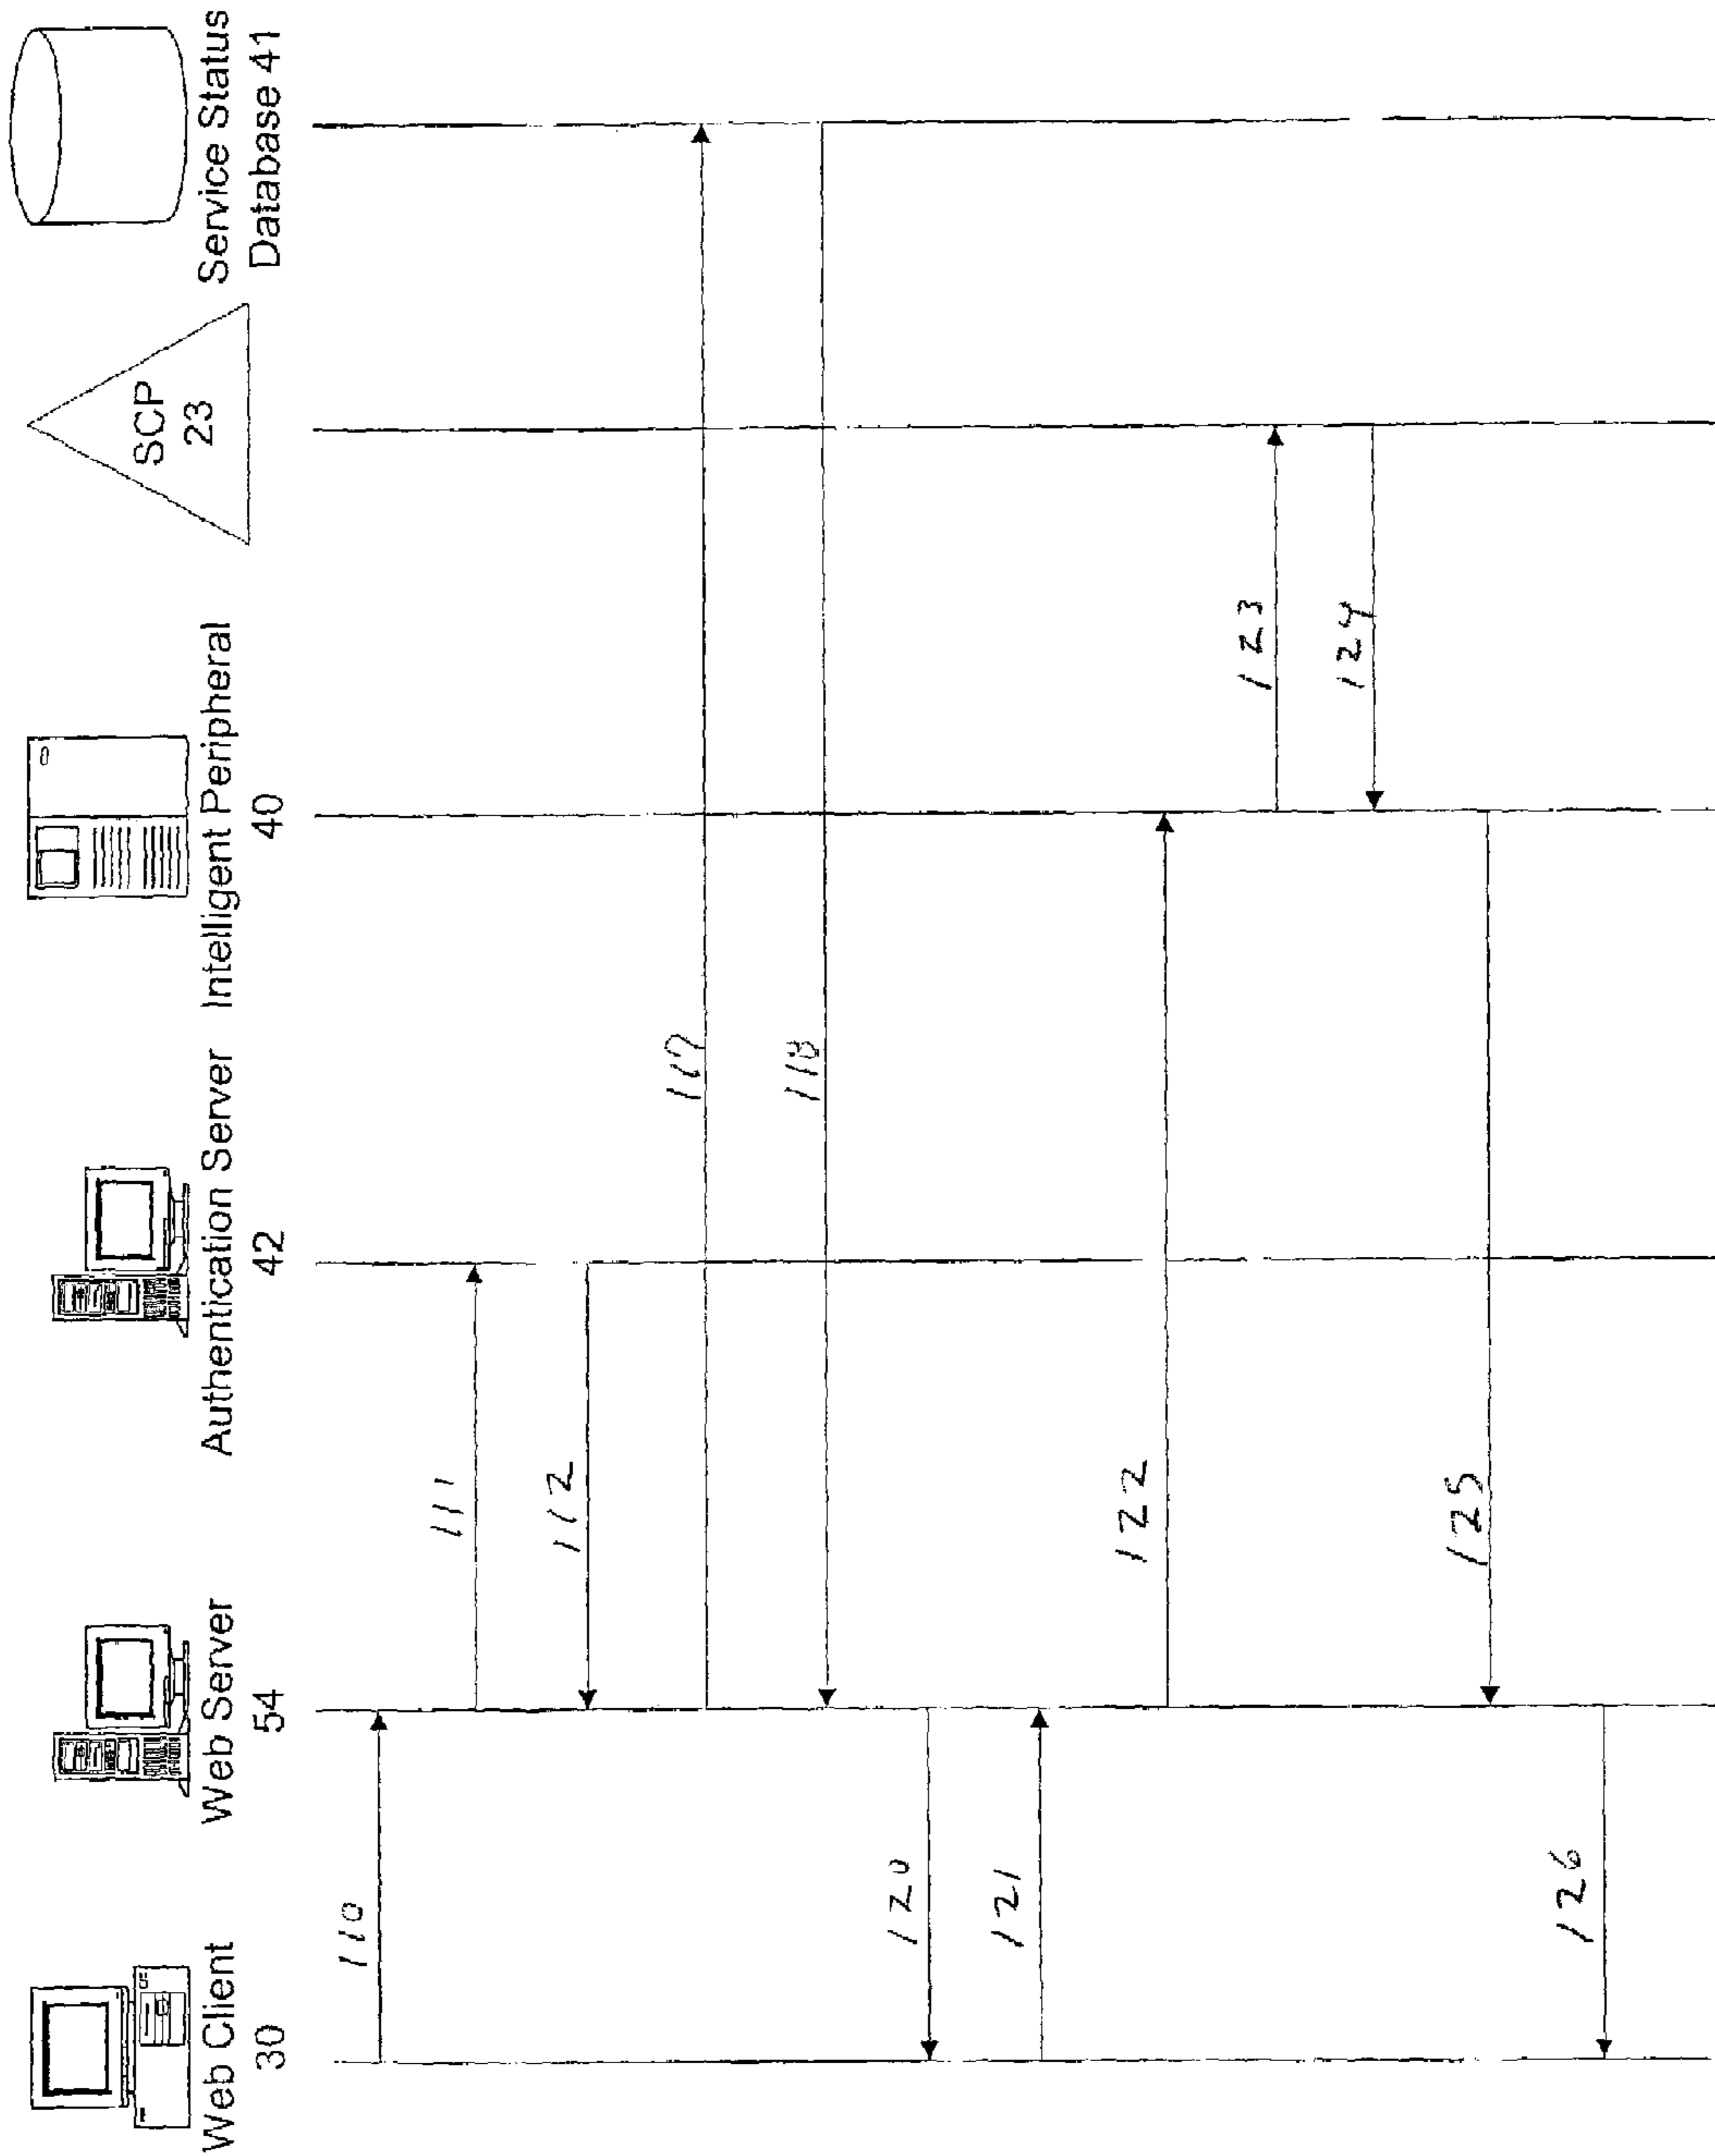 Web Client
30
Web Server
54
Authentication Server
42
Intelligent Peripheral
40
SCP
23
Service Status
Database 41
110
111
112
117
118
120
121
122
123
124
125
126